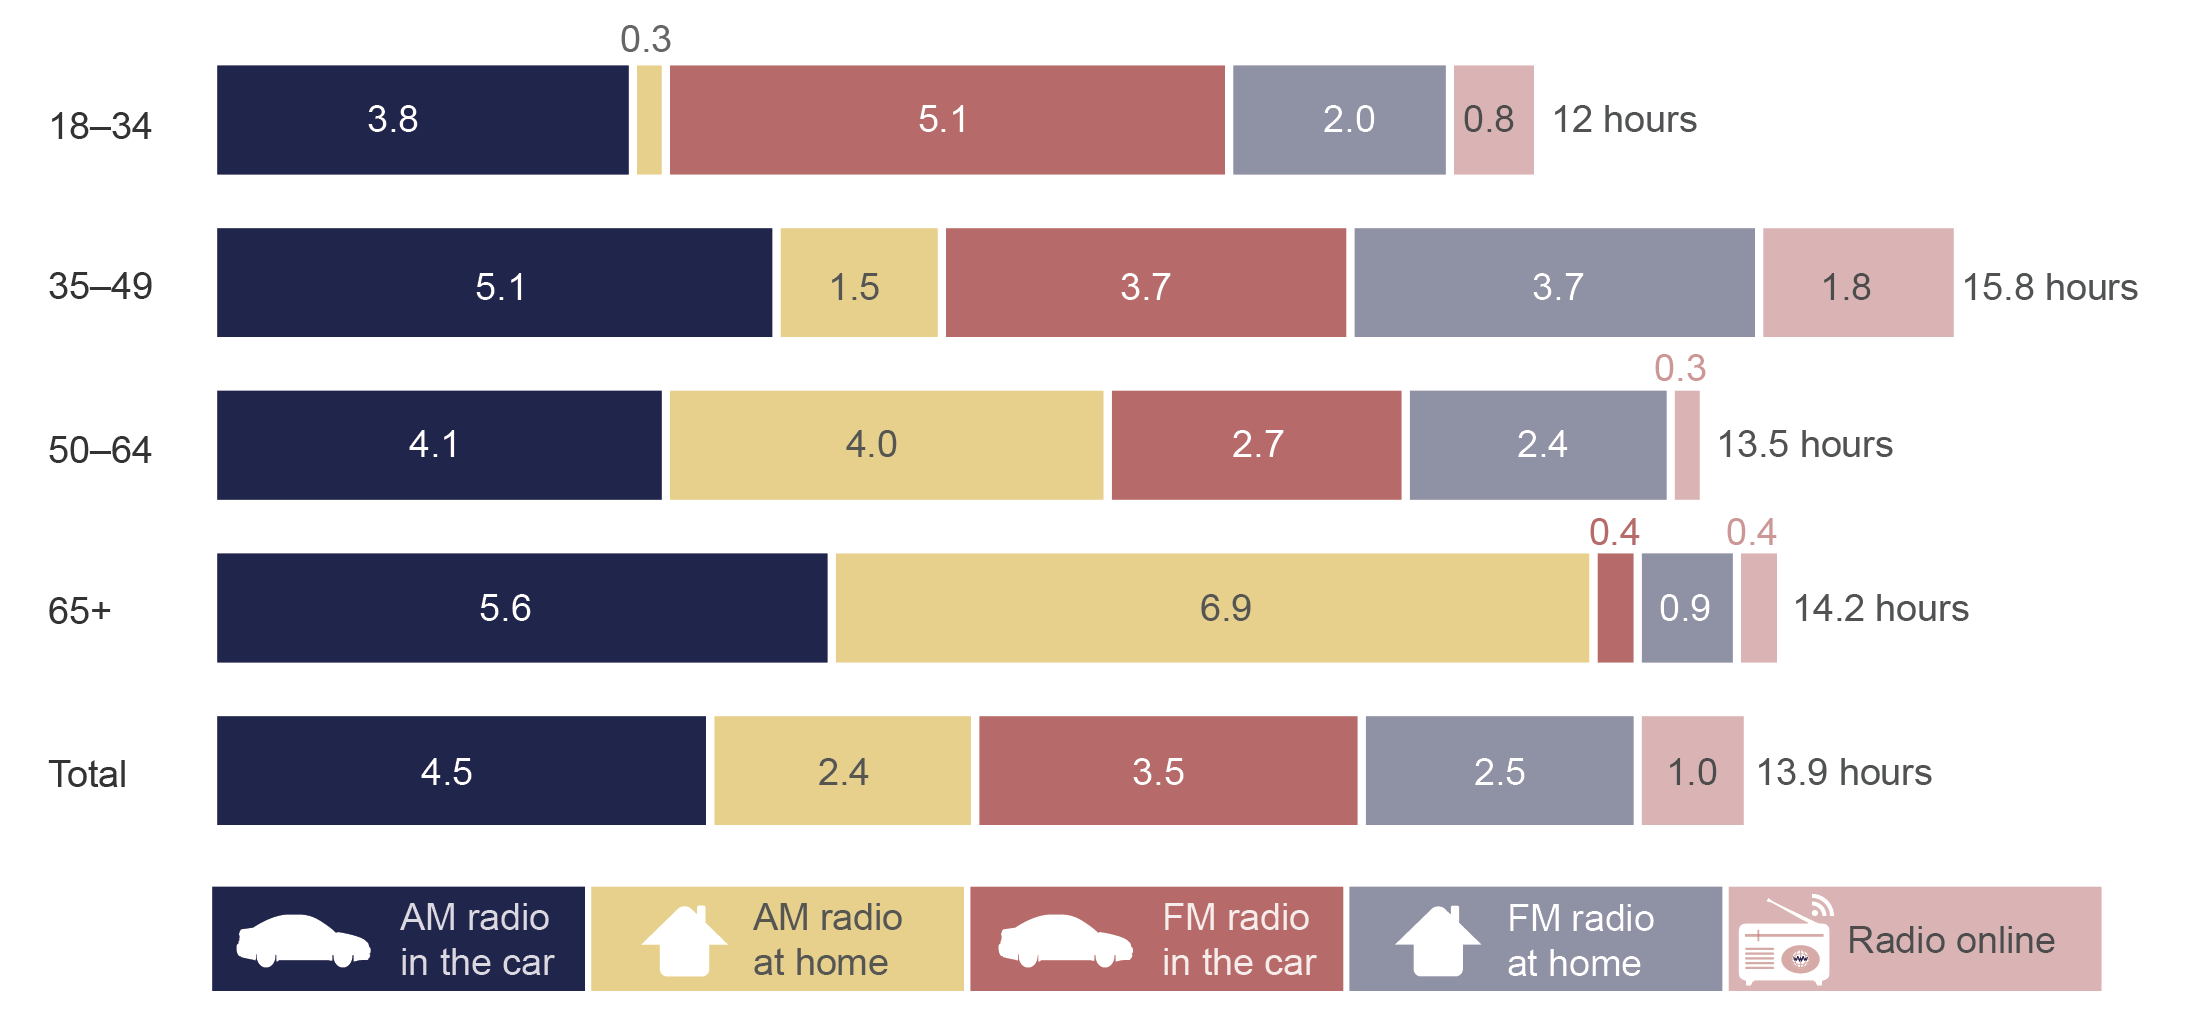 0.3
18–34 3.8 5.1 2.0 0.8 12 hours
35–49 5.1 1.5 3.7 3.7 1.8 15.8 hours
0.3
50–64 4.1 4.0 2.7 2.4 13.5 hours
0.4 0.4
65+ 5.6 6.9 0.9 14.2 hours
Total 4.5 2.4 3.5 2.5 1.0 13.9 hours
AM radio
in the car
AM radio
at home
FM radio
in the car
FM radio
at home
Radio online